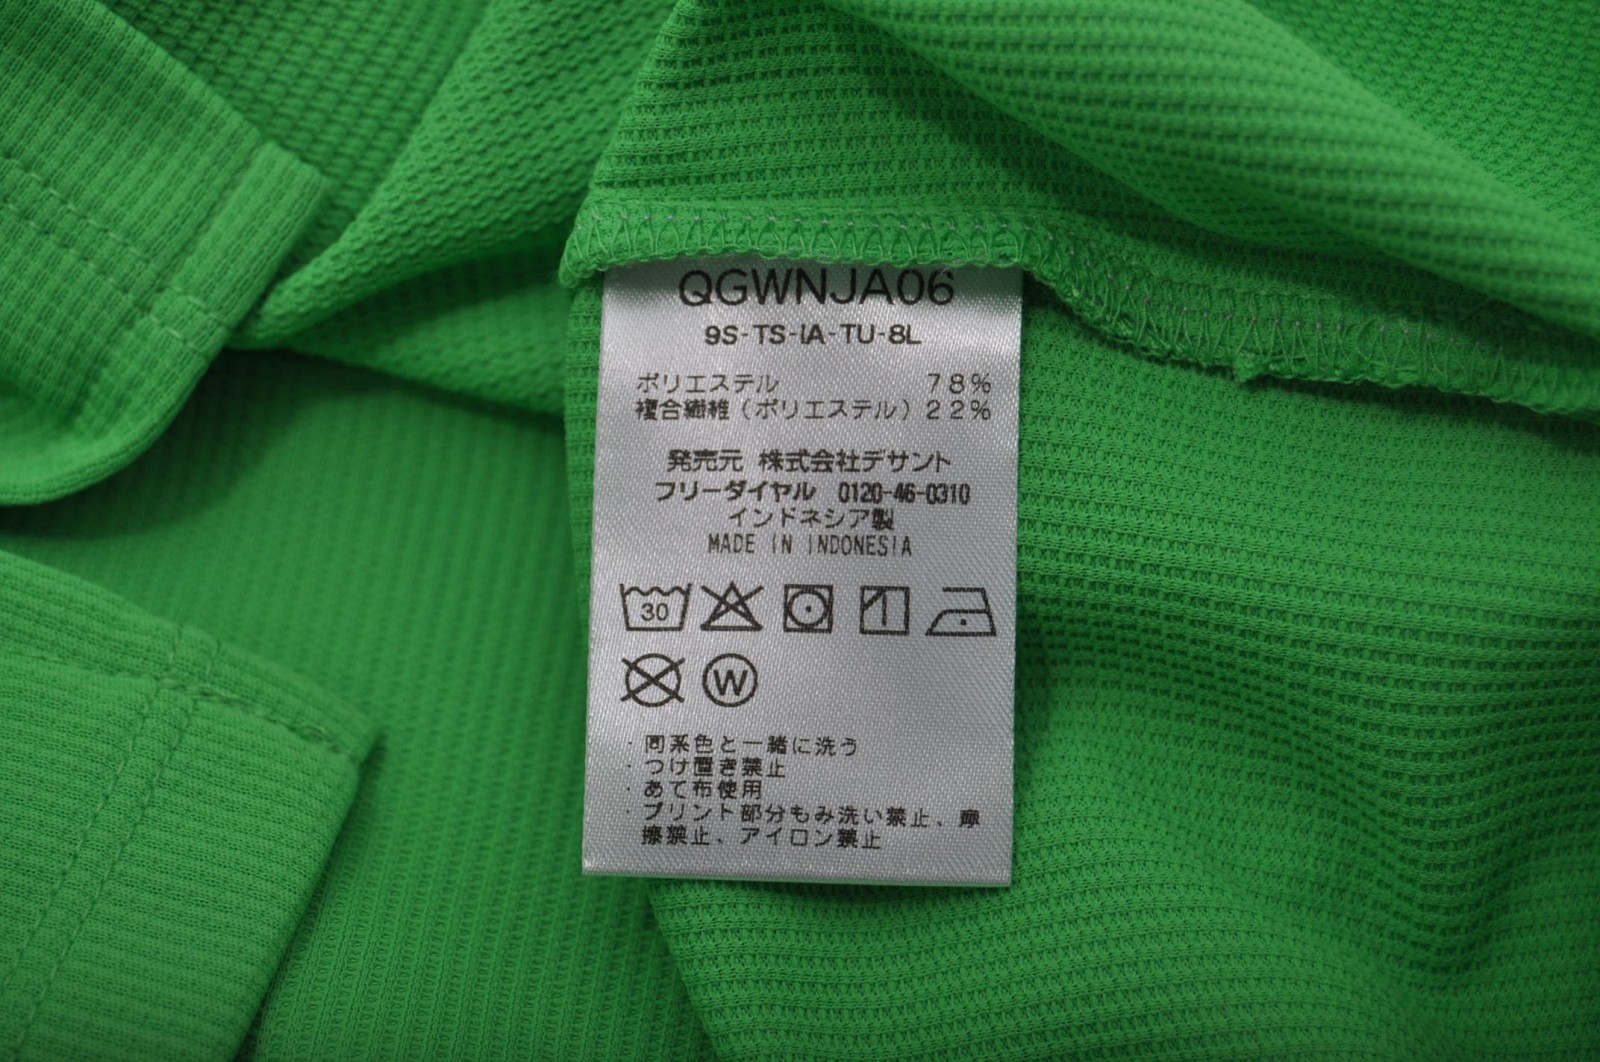 QGWNJA06
9S-TS-IA-TU-8L
ポリエステル 78%
複合繊維(ポリエステル)22%
発売元 株式会社デサント
フリーダイヤル 0120-46-0310
インドネシア製
MADE IN INDONESIA
30
W
・同系色と一緒に洗う
・つけ置き禁止
・あて布使用
・プリント部分もみ洗い禁止、摩
擦禁止、アイロン禁止